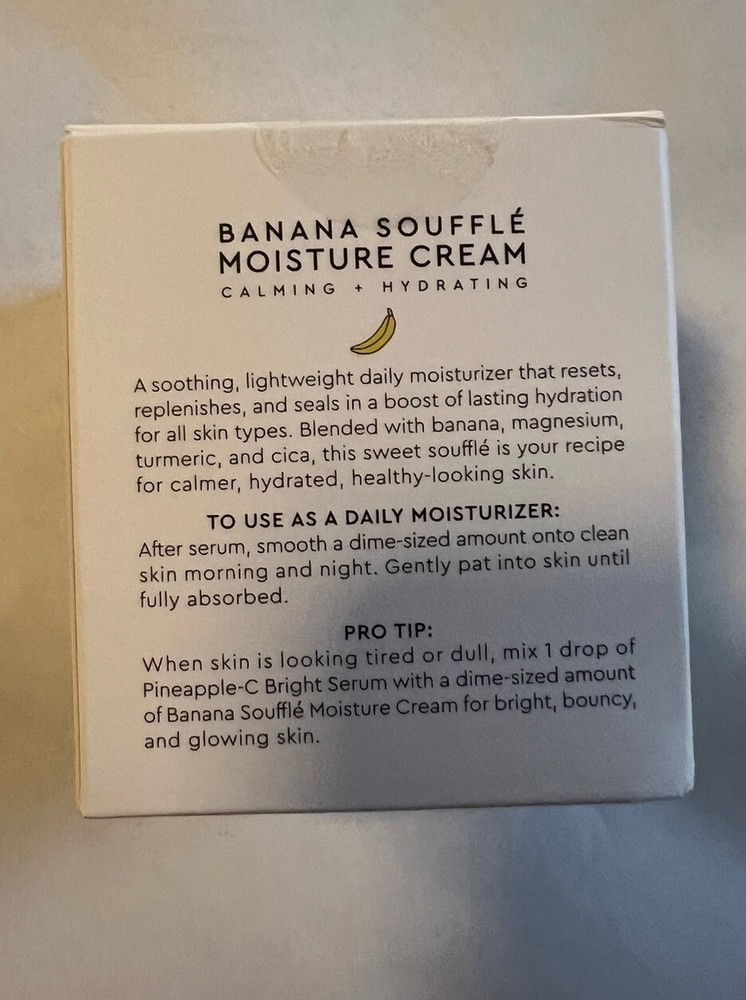 BANANA SOUFFLÉ
MOISTURE CREAM
CALMING + HYDRATING
A soothing, lightweight daily moisturizer that resets,
replenishes, and seals in a boost of lasting hydration
for all skin types. Blended with banana, magnesium,
turmeric, and cica, this sweet soufflé is your recipe
for calmer, hydrated, healthy-looking skin.
TO USE AS A DAILY MOISTURIZER:
After serum, smooth a dime-sized amount onto clean
skin morning and night. Gently pat into skin until
fully absorbed.
PRO TIP:
When skin is looking tired or dull, mix 1 drop of
Pineapple-C Bright Serum with a dime-sized amount
of Banana Soufflé Moisture Cream for bright, bouncy,
and glowing skin.